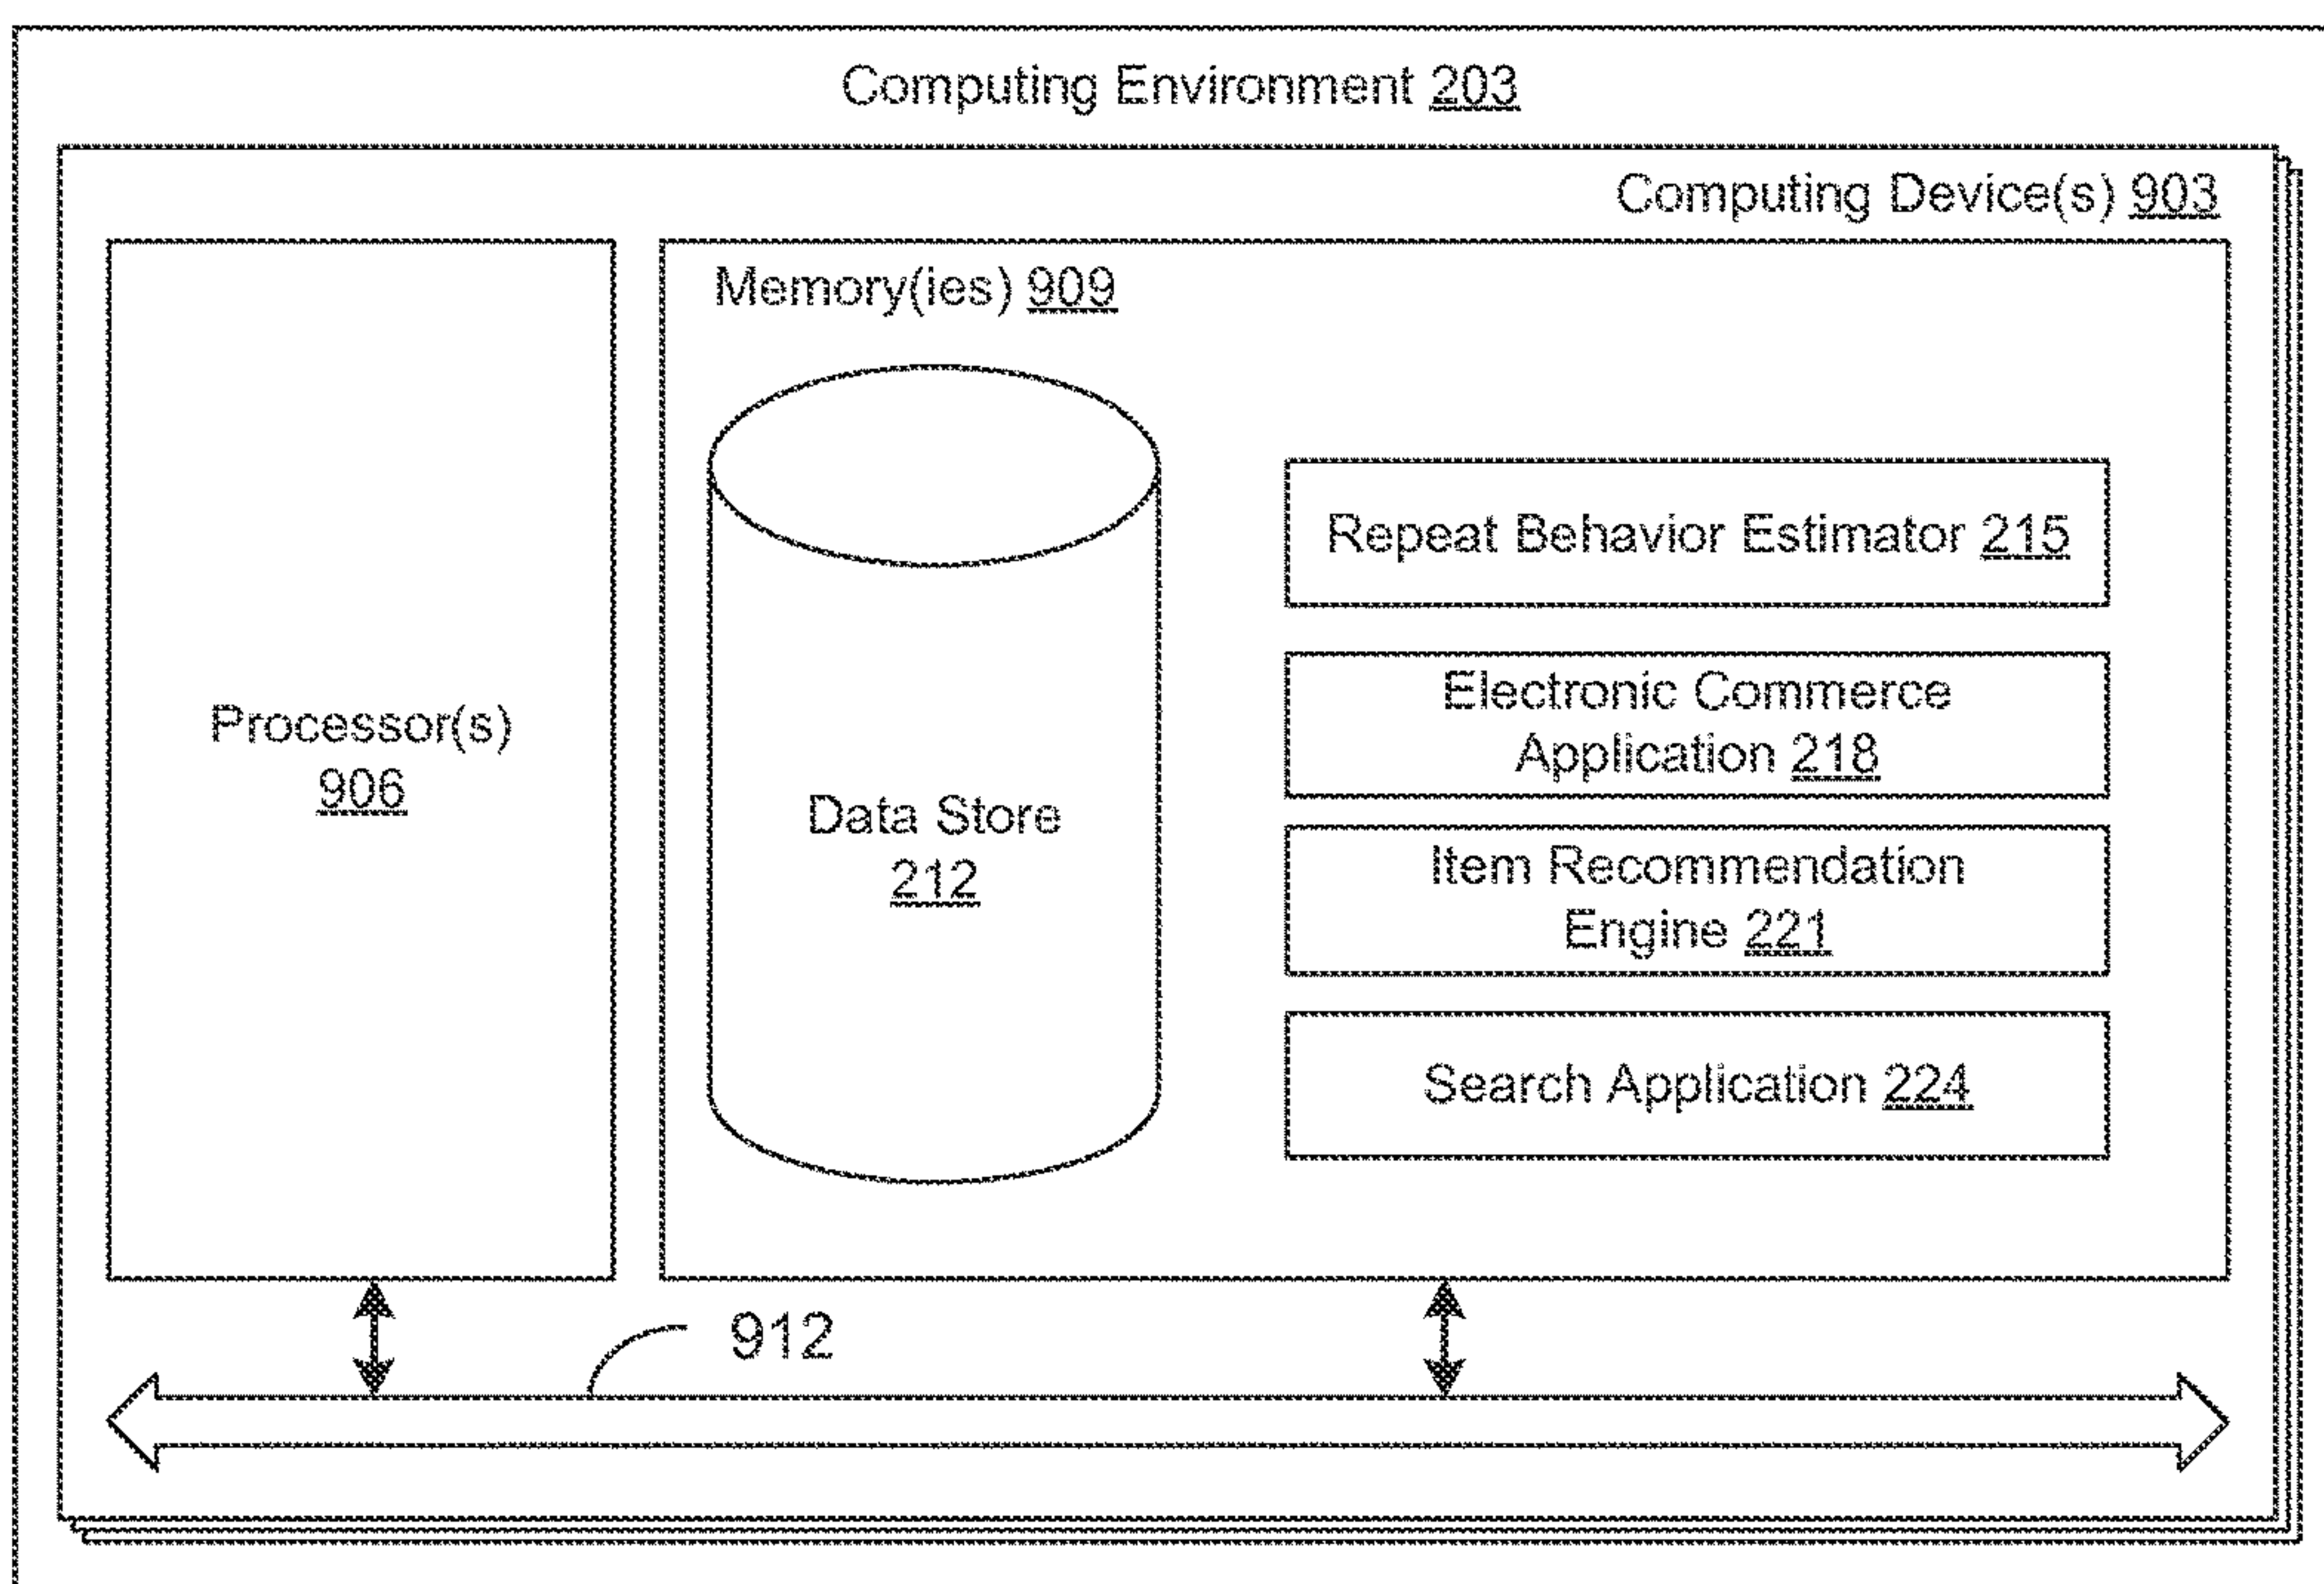 Computing Environment 203
Computing Device(s) 903
Memory(ies) 909
Processor(s)
906
Data Store
212
Repeat Behavior Estimator 215
Electronic Commerce
Application 218
Item Recommendation
Engine 221
Search Application 224
912